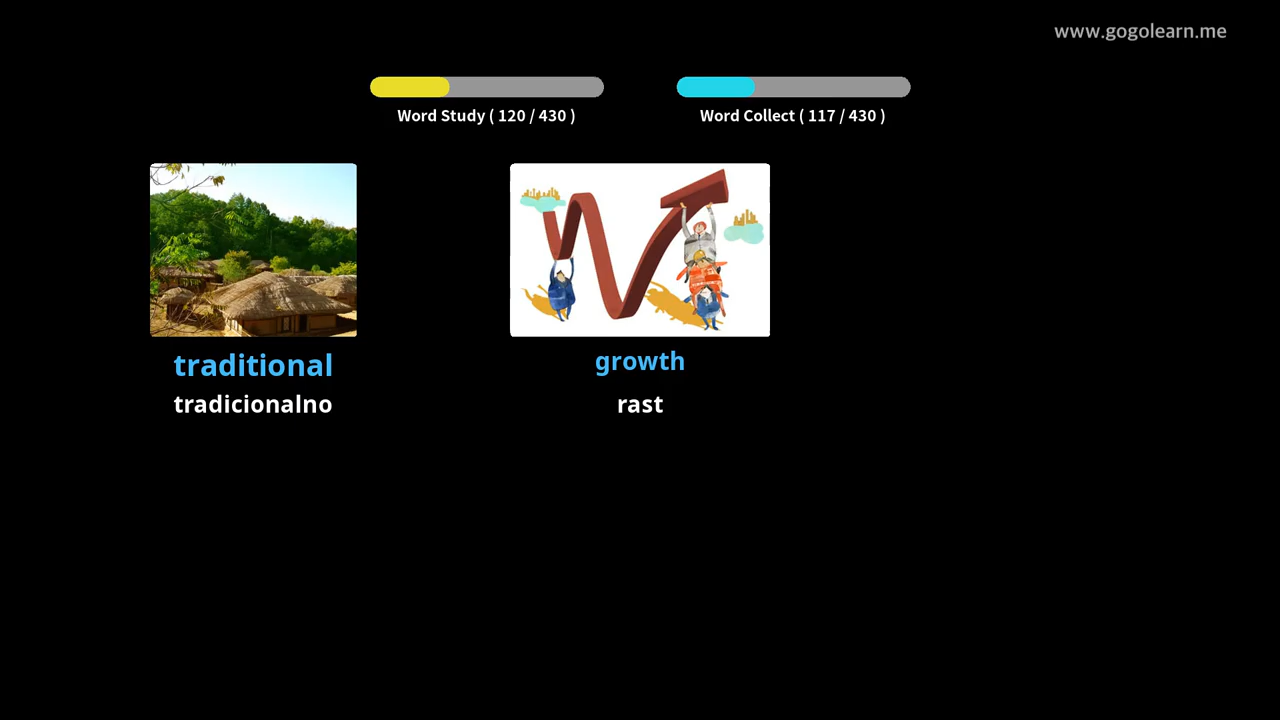 www.gogolearn.me
Word Study ( 120 / 430 )
Word Collect ( 117 / 430 )
traditional
tradicionalno
growth
rast